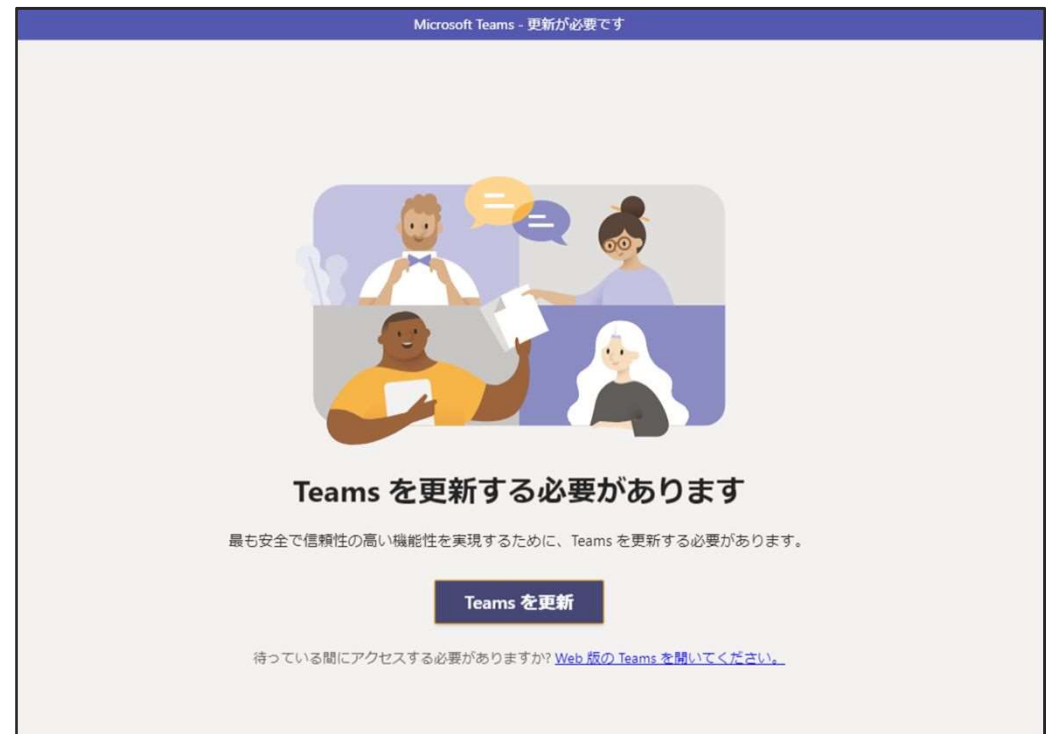 Microsoft Teams - 更新が必要です
Teams を更新する必要があります
最も安全で信頼性の高い機能性を実現するために、Teams を更新する必要があります。
Teams を更新
待っている間にアクセスする必要がありますか? Web 版の Teams を開いてください。